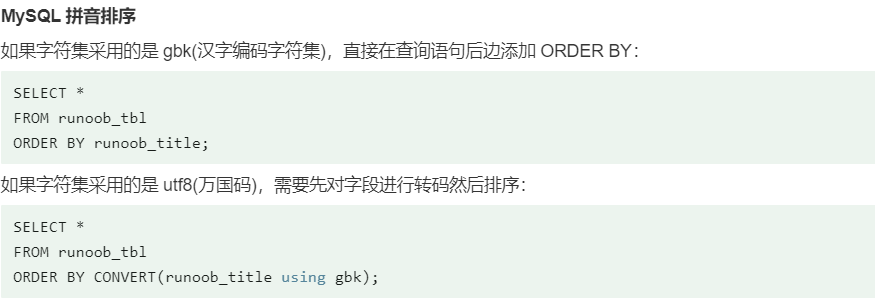 MySQL 拼音排序
如果字符集采用的是 gbk(汉字编码字符集)，直接在查询语句后边添加 ORDER BY：
SELECT *
FROM runoob_tbl
ORDER BY runoob_title;
如果字符集采用的是 utf8(万国码)，需要先对字段进行转码然后排序：
SELECT *
FROM runoob_tbl
ORDER BY CONVERT(runoob_title using gbk);